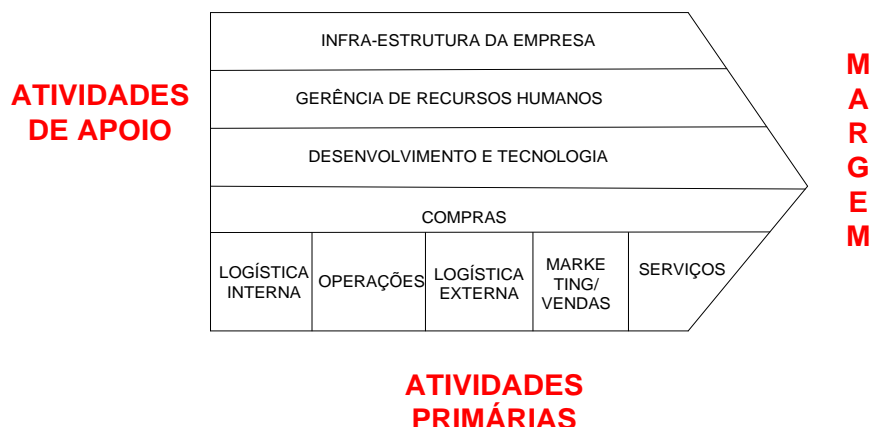 INFRA-ESTRUTURA DA EMPRESA
ATIVIDADES
DE APOIO
GERÊNCIA DE RECURSOS HUMANOS
DESENVOLVIMENTO E TECNOLOGIA
COMPRAS
LOGÍSTICA
INTERNA
OPERAÇÕES
LOGÍSTICA
EXTERNA
MARKE
TING/
VENDAS
SERVIÇOS
M
A
R
G
E
M
ATIVIDADES
PRIMÁRIAS